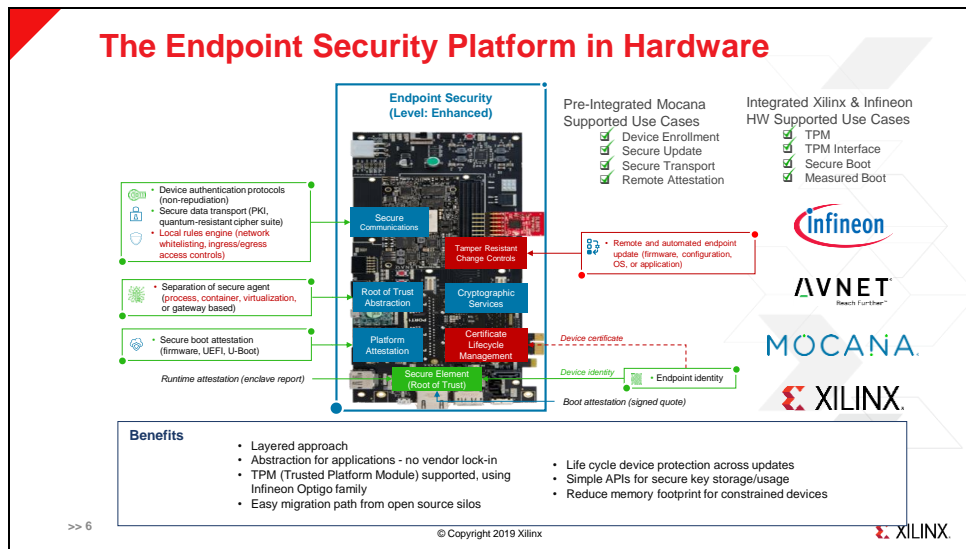 The Endpoint Security Platform in Hardware
Endpoint Security
(Level: Enhanced)
Pre-Integrated Mocana
Supported Use Cases
Device Enrollment
Secure Update
Secure Transport
Remote Attestation
Integrated Xilinx & Infineon
HW Supported Use Cases
TPM
TPM Interface
Secure Boot
Measured Boot
• Device authentication protocols
(non-repudiation)
• Secure data transport (PKI,
quantum-resistant cipher suite)
• Local rules engine (network
whitelisting, ingress/egress
access controls)
Secure
Communications
Tamper Resistant
Change Controls
• Remote and automated endpoint
update (firmware, configuration,
OS, or application)
infineon
• Separation of secure agent
(process, container, virtualization,
or gateway based)
Root of Trust
Abstraction
Cryptographic
Services
AVNET
Reach Further™
• Secure boot attestation
(firmware, UEFI, U-Boot)
Platform
Attestation
Certificate
Lifecycle
Management
Device certificate
MOCANA.
Runtime attestation (enclave report)
Secure Element
(Root of Trust)
Device identity
• Endpoint identity
Boot attestation (signed quote)
XILINX.
Benefits
• Layered approach
• Abstraction for applications - no vendor lock-in
• TPM (Trusted Platform Module) supported, using
Infineon Optigo family
• Easy migration path from open source silos
• Life cycle device protection across updates
• Simple APIs for secure key storage/usage
• Reduce memory footprint for constrained devices
>> 6
© Copyright 2019 Xilinx
XILINX.